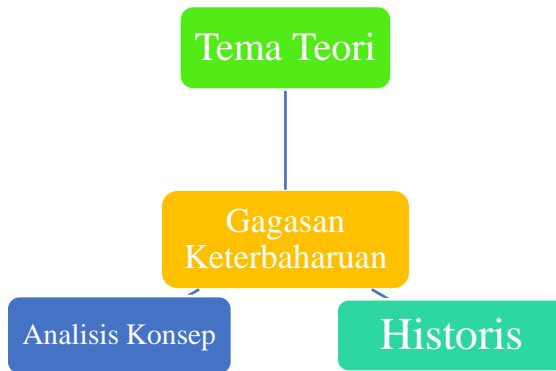 Tema Teori
Gagasan
Keterbaharuan
Analisis Konsep
Historis